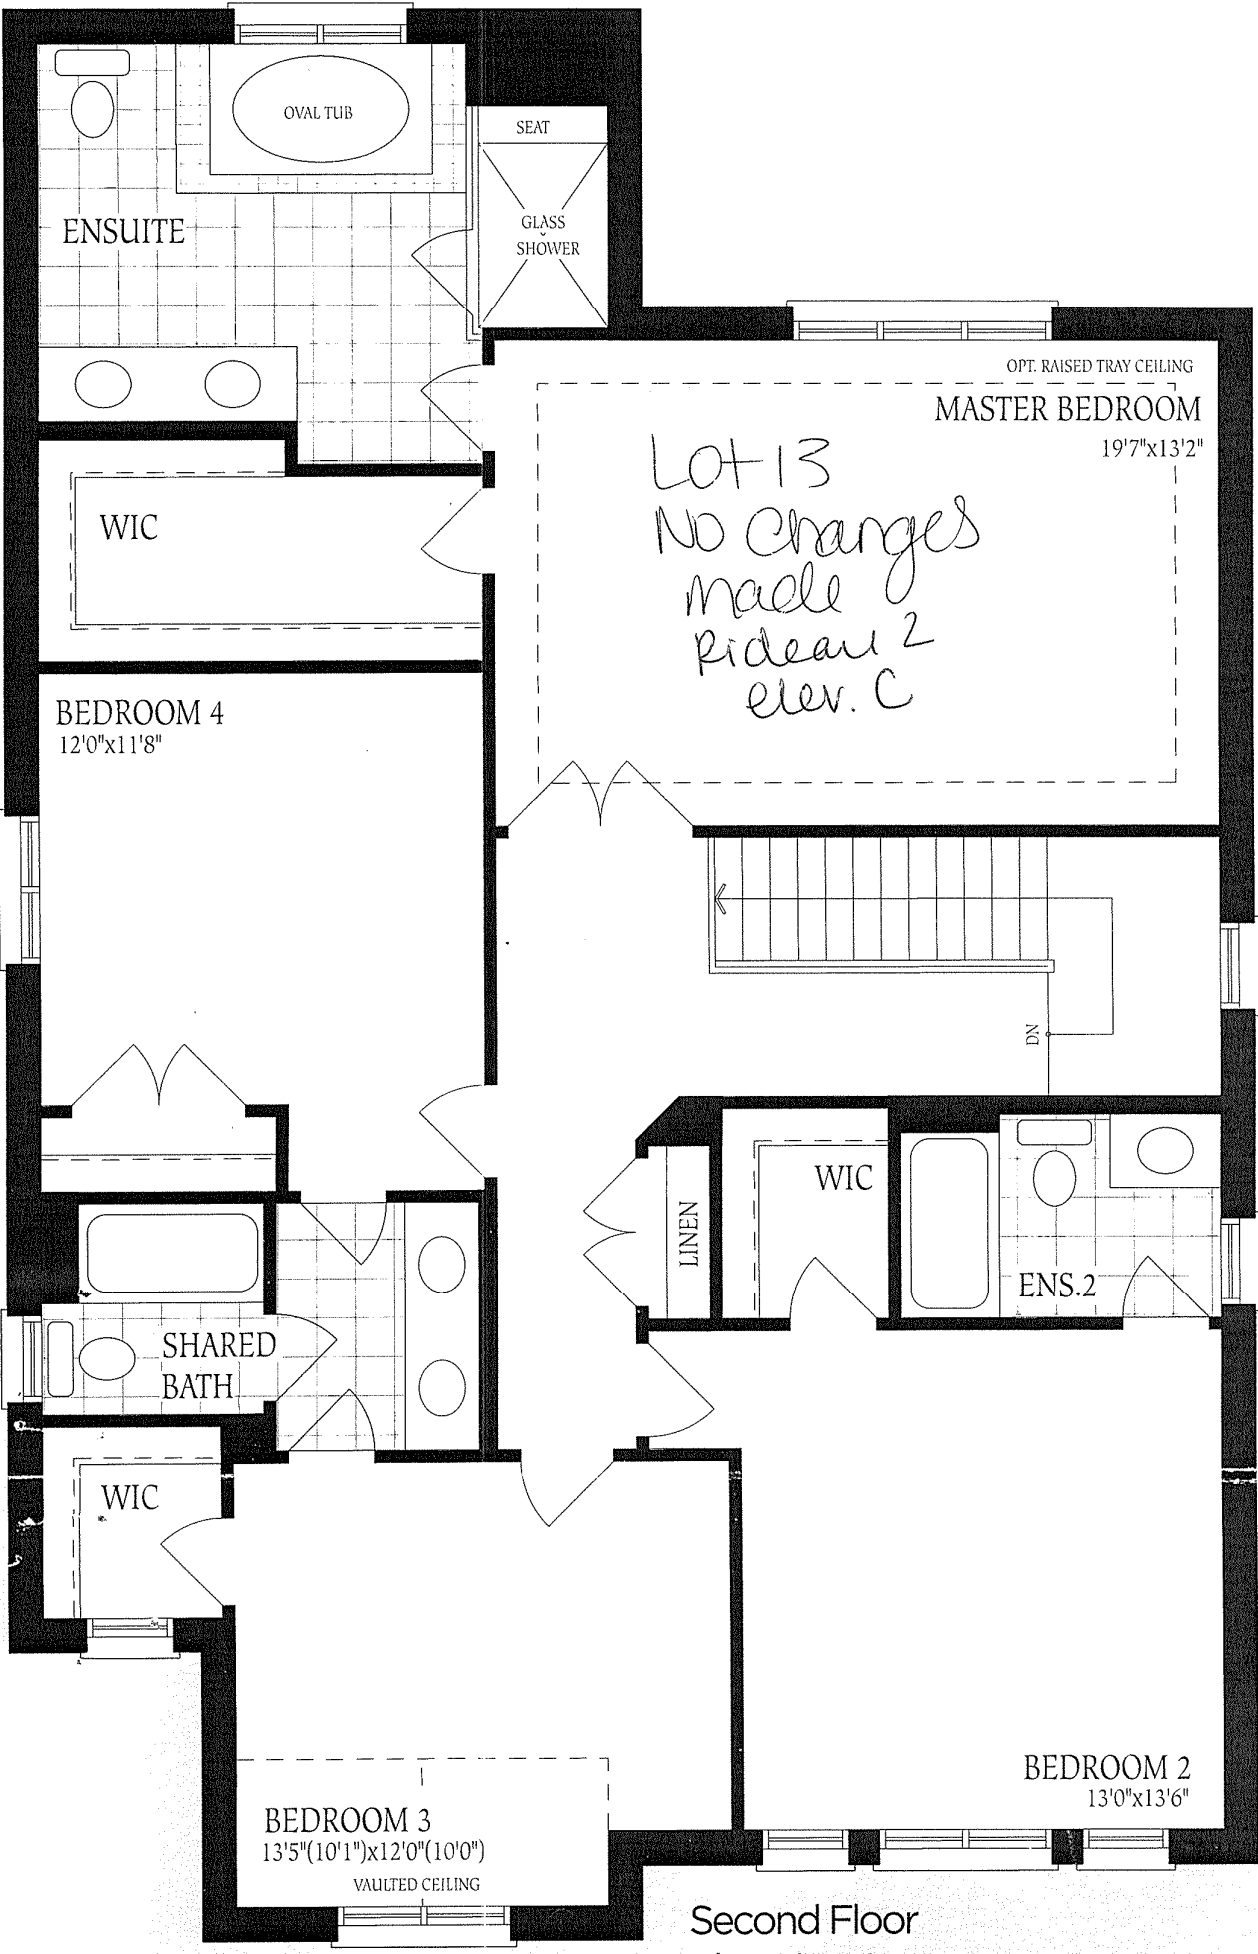 OVAL TUB
SEAT
GLASS
SHOWER
ENSUITE
OPT. RAISED TRAY CEILING
MASTER BEDROOM
19'7"x13'2"
Lot 13
No Changes
made
Rideau 2
elev. C
WIC
BEDROOM 4
12'0"x11'8"
DN
LINEN
WIC
ENS.2
SHARED
BATH
WIC
BEDROOM 2
13'0"x13'6"
BEDROOM 3
13'5"(10'1")x12'0"(10'0")
VAULTED CEILING
Second Floor